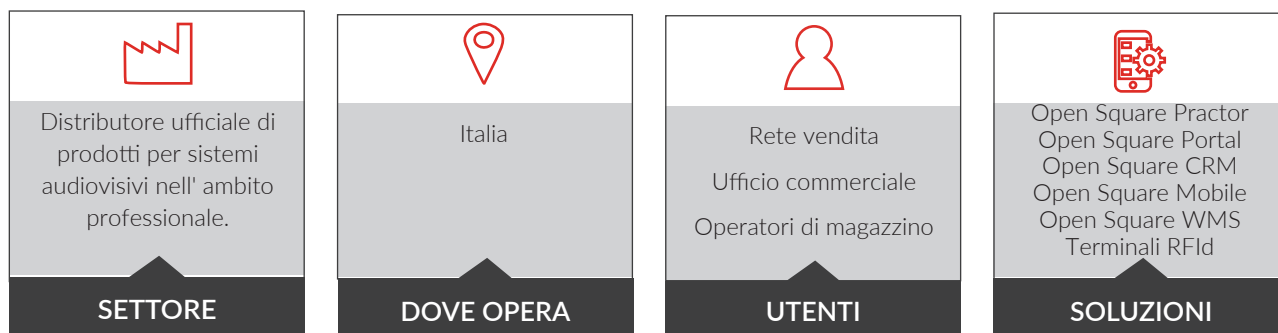 Distributore ufficiale di
prodotti per sistemi
audiovisivi nell' ambito
professionale.
SETTORE
Italia
DOVE OPERA
Rete vendita
Ufficio commerciale
Operatori di magazzino
UTENTI
Open Square Practor
Open Square Portal
Open Square CRM
Open Square Mobile
Open Square WMS
Terminali RFId
SOLUZIONI